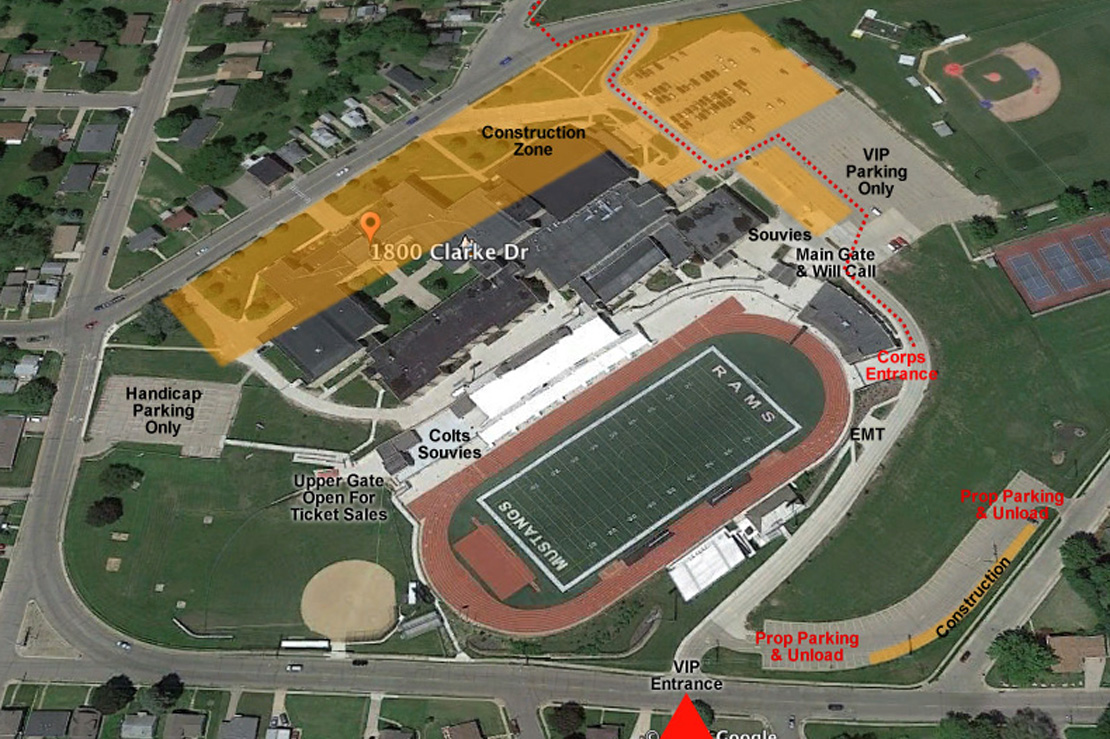 Construction
Zone
VIP
Parking
Only
1800 Clarke Dr
Souvies
Main Gate
& Will Call
Corps
Entrance
RAMS
Handicap
Parking
Only
Colts
Souvies
EMT
Upper Gate
Open For
Ticket Sales
MUSTANGS
Prop Parking
& Unload
Construction
Prop Parking
& Unload
VIP
Entrance
Google